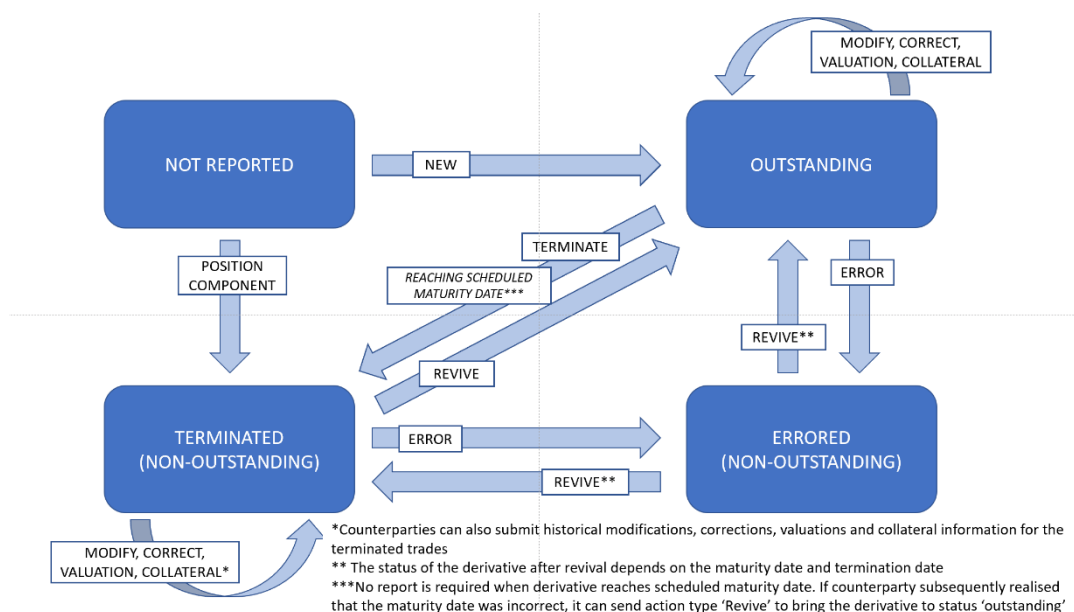 MODIFY, CORRECT,
VALUATION, COLLATERAL
NOT REPORTED
NEW
OUTSTANDING
POSITION
COMPONENT
TERMINATE
REACHING SCHEDULED
MATURITY DATE***
ERROR
REVIVE**
REVIVE
TERMINATED
(NON-OUTSTANDING)
ERROR
ERRORED
(NON-OUTSTANDING)
REVIVE**
MODIFY, CORRECT,
VALUATION, COLLATERAL*
*Counterparties can also submit historical modifications, corrections, valuations and collateral information for the
terminated trades
** The status of the derivative after revival depends on the maturity date and termination date
***No report is required when derivative reaches scheduled maturity date. If counterparty subsequently realised
that the maturity date was incorrect, it can send action type ‘Revive’ to bring the derivative to status ‘outstanding’